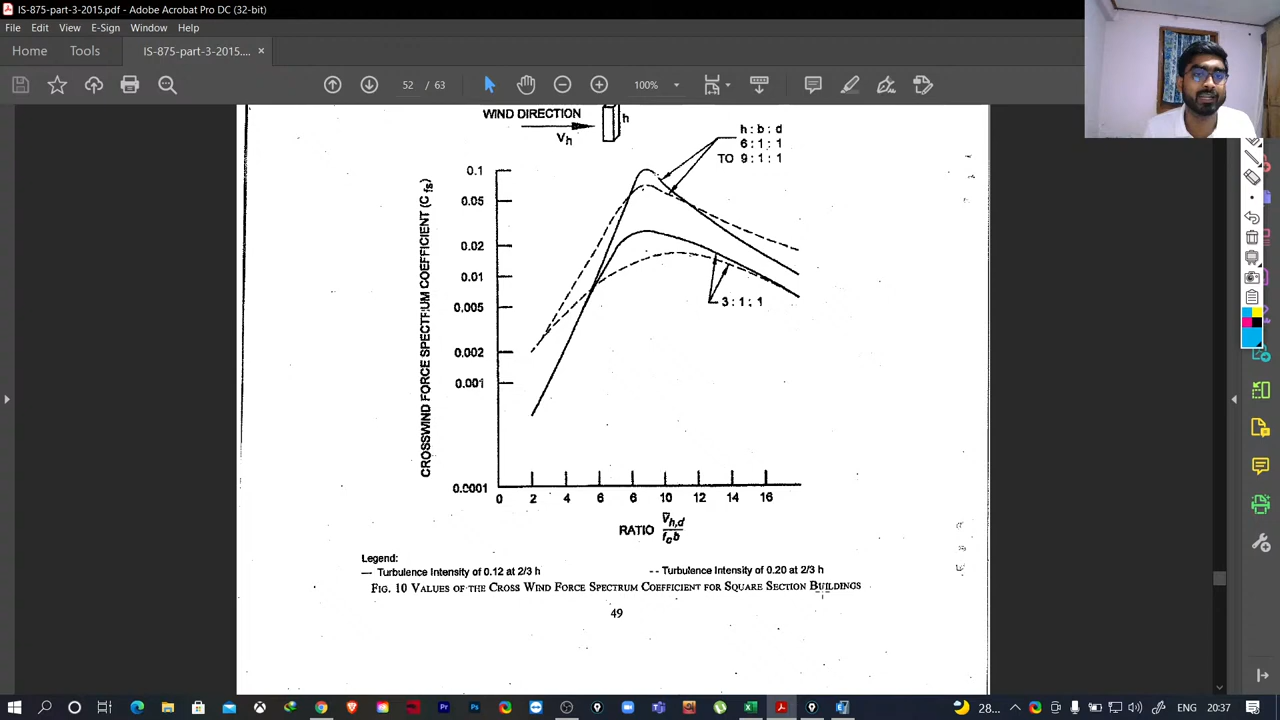 IS-875-part-3-2015.pdf - Adobe Acrobat Pro DC (32-bit)
File Edit View E-Sign Window Help
Home Tools IS-875-part-3-2015.... ×
52 / 63 100%
WIND DIRECTION
h
Vh
h : b : d
6 : 1 : 1
TO 9 : 1 : 1
CROSSWIND FORCE SPECTRUM COEFFICIENT (C fs)
0.1
0.05
0.02
0.01
0.005
0.002
0.001
0.0001
3 : 1 : 1
0 2 4 6 6 10 12 14 16
RATIO V̄h,d / fc b
Legend:
— Turbulence Intensity of 0.12 at 2/3 h -- Turbulence Intensity of 0.20 at 2/3 h
FIG. 10 VALUES OF THE CROSS WIND FORCE SPECTRUM COEFFICIENT FOR SQUARE SECTION BUILDINGS
49
28... ENG 20:37